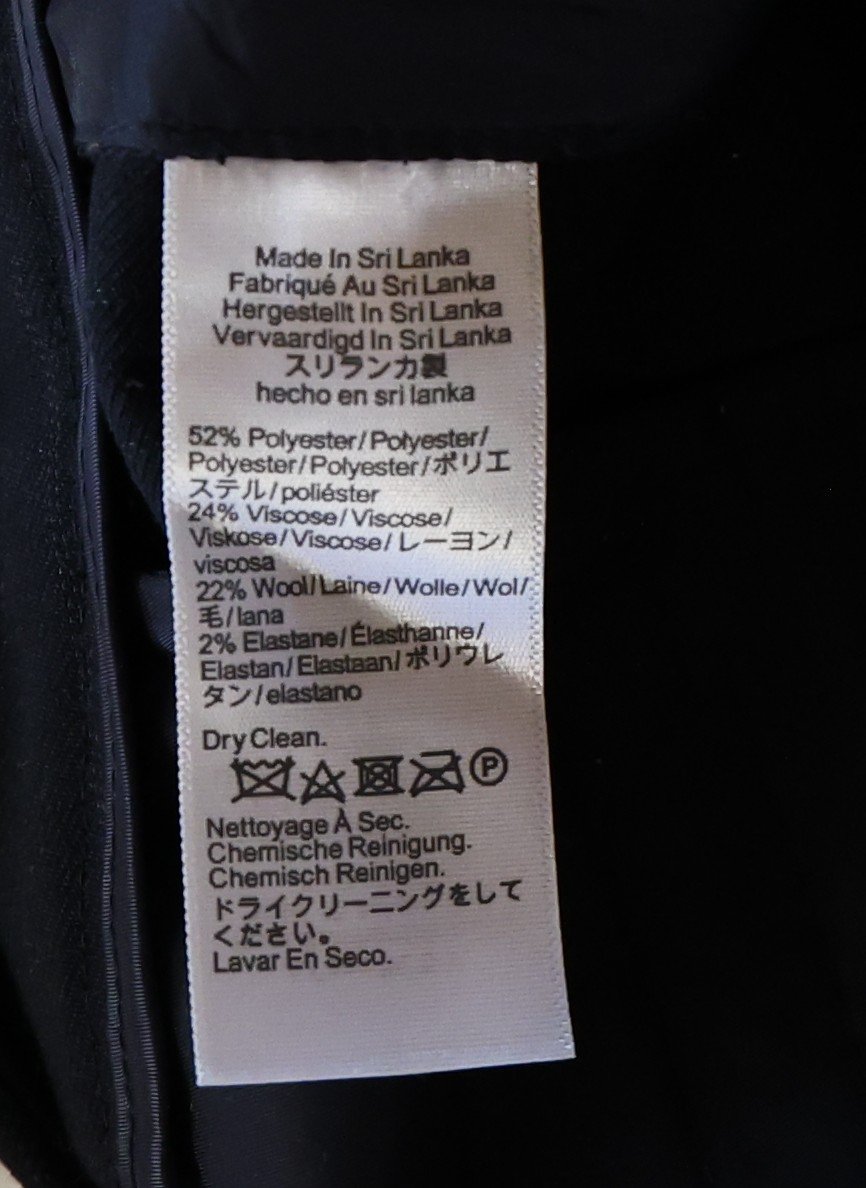 Made In Sri Lanka
Fabriqué Au Sri Lanka
Hergestellt In Sri Lanka
Vervaardigd In Sri Lanka
スリランカ製
hecho en sri lanka
52% Polyester/Polyester/
Polyester/Polyester/ポリエ
ステル/poliéster
24% Viscose/Viscose/
Viskose/Viscose/レーヨン/
viscosa
22% Wool/Laine/Wolle/Wol/
毛/lana
2% Elastane/Élasthanne/
Elastan/Elastaan/ポリウレ
タン/elastano
Dry Clean.
P
Nettoyage À Sec.
Chemische Reinigung.
Chemisch Reinigen.
ドライクリーニングをして
ください。
Lavar En Seco.